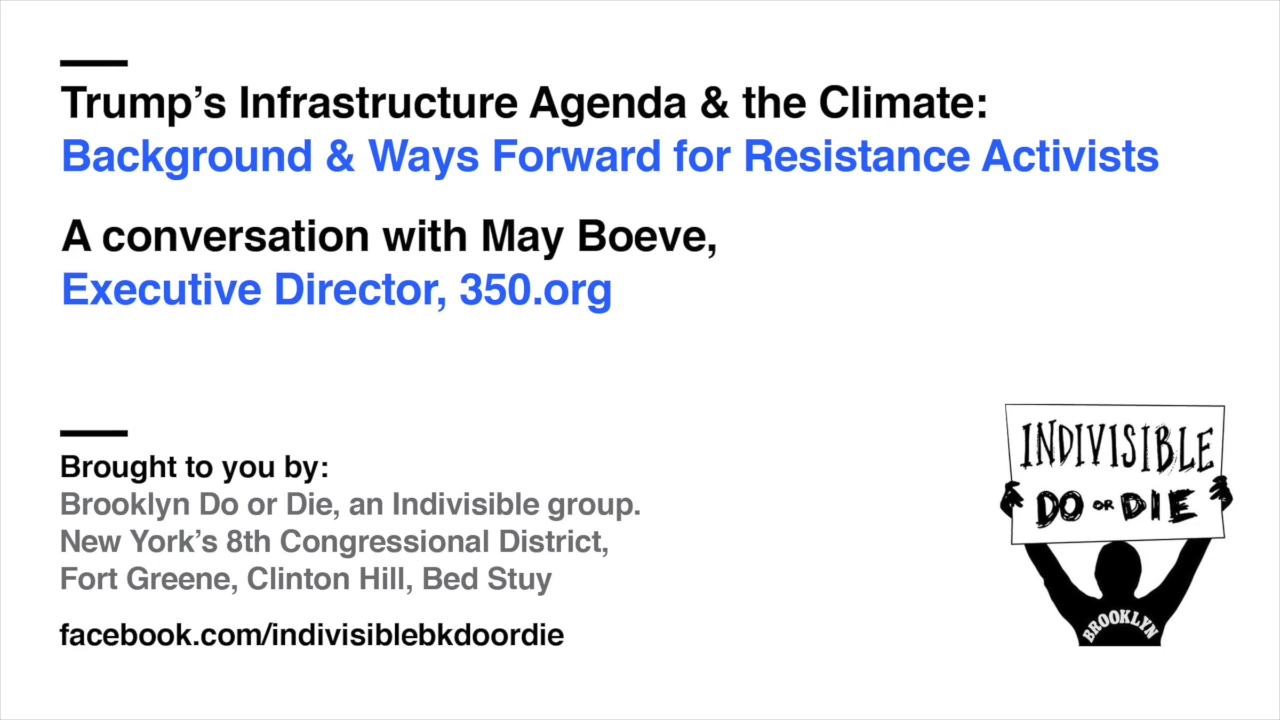 Trump’s Infrastructure Agenda & the Climate:
Background & Ways Forward for Resistance Activists
A conversation with May Boeve,
Executive Director, 350.org
Brought to you by:
Brooklyn Do or Die, an Indivisible group.
New York’s 8th Congressional District,
Fort Greene, Clinton Hill, Bed Stuy
facebook.com/indivisiblebkdoordie
INDIVISIBLE
DO OR DIE
BROOKLYN